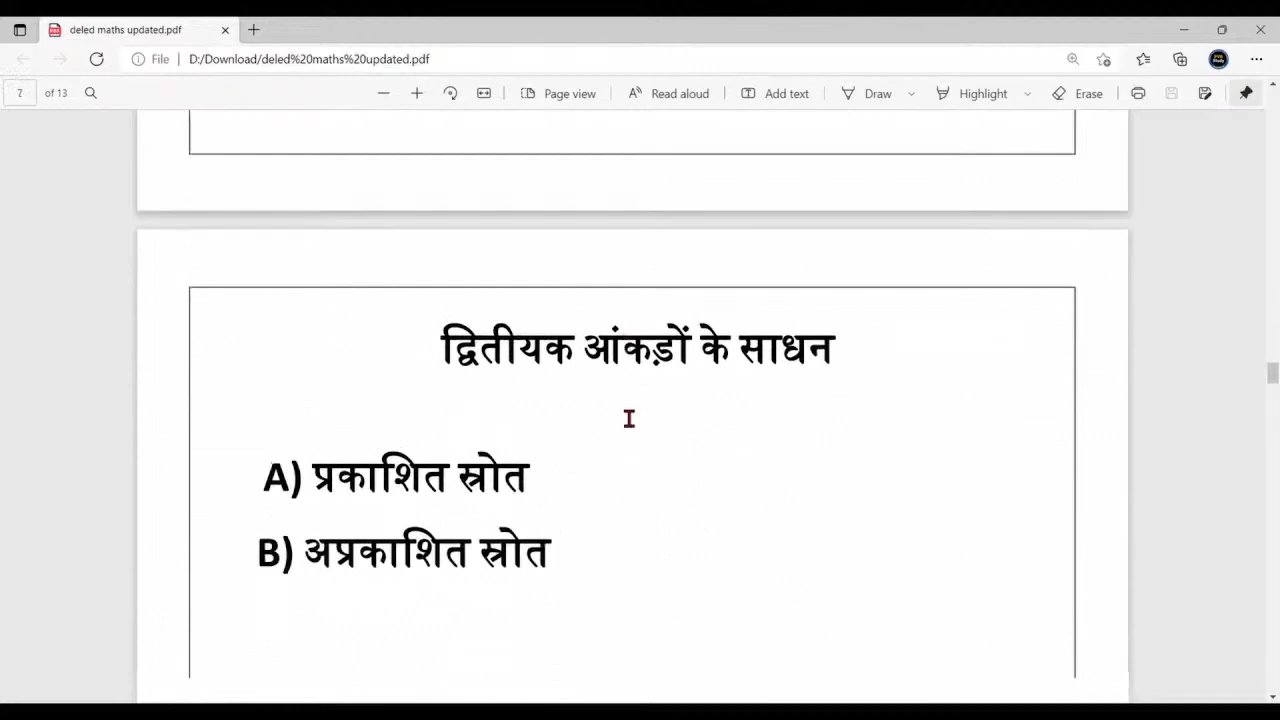 deled maths updated.pdf
File D:/Download/deled%20maths%20updated.pdf
7 of 13 Page view Read aloud Add text Draw Highlight Erase
द्वितीयक आंकड़ों के साधन
A) प्रकाशित स्रोत
B) अप्रकाशित स्रोत